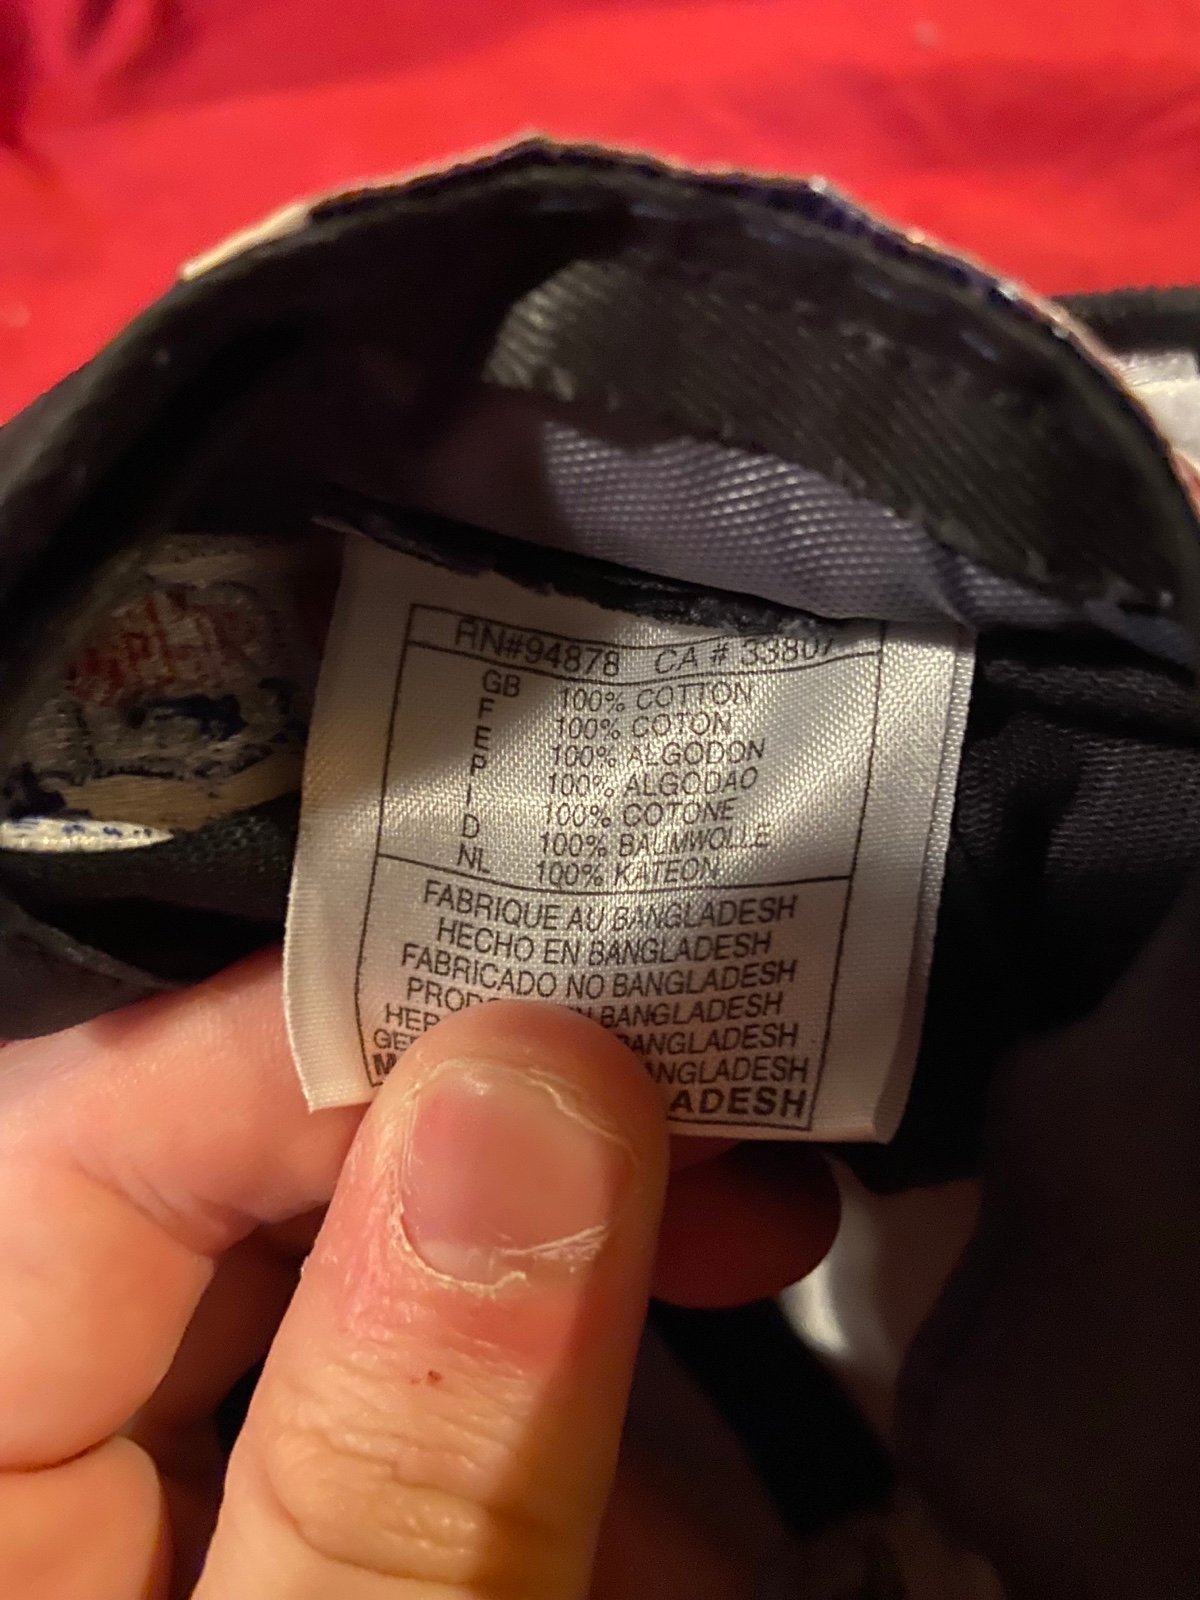 RN#94878 CA # 33807
GB 100% COTTON
F 100% COTON
E 100% ALGODON
P 100% ALGODAO
I 100% COTONE
D 100% BAUMWOLLE
NL 100% KATEON
FABRIQUE AU BANGLADESH
HECHO EN BANGLADESH
FABRICADO NO BANGLADESH
BANGLADESH
BANGLADESH
BANGLADESH